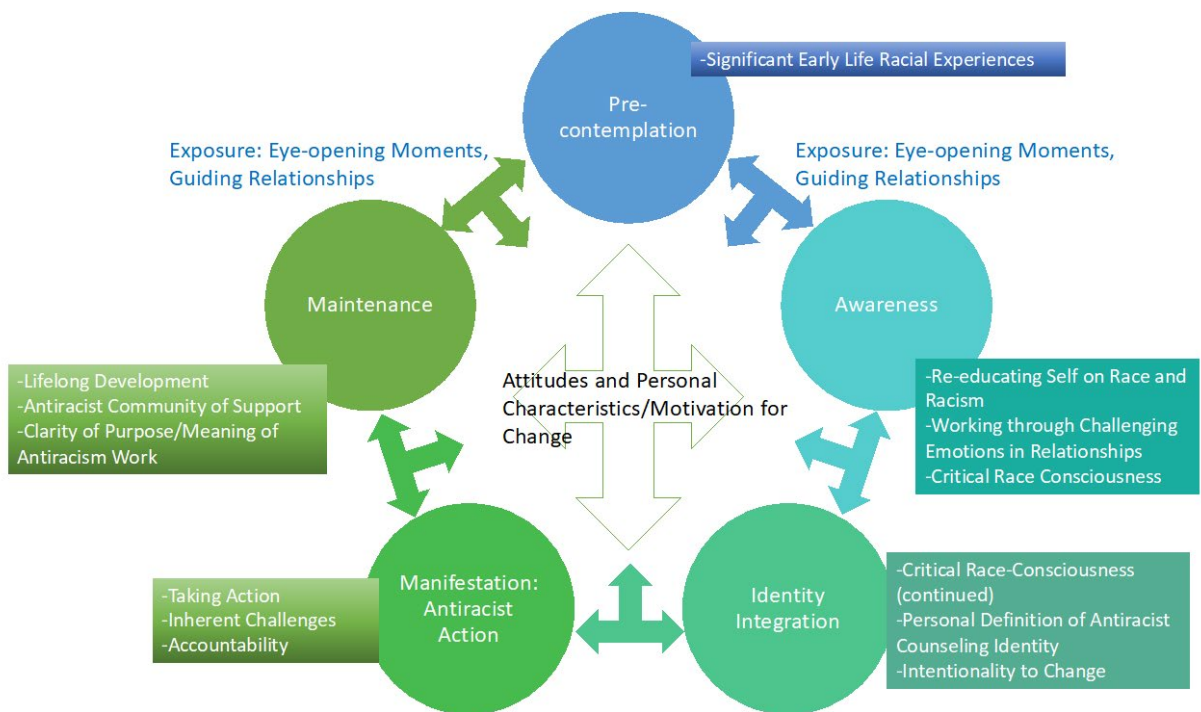 -Significant Early Life Racial Experiences
Pre-
contemplation
Exposure: Eye-opening Moments,
Guiding Relationships
Exposure: Eye-opening Moments,
Guiding Relationships
Maintenance
Awareness
-Lifelong Development
-Antiracist Community of Support
-Clarity of Purpose/Meaning of
Antiracism Work
Attitudes and Personal
Characteristics/Motivation for
Change
-Re-educating Self on Race and
Racism
-Working through Challenging
Emotions in Relationships
-Critical Race Consciousness
-Taking Action
-Inherent Challenges
-Accountability
Manifestation:
Antiracist
Action
Identity
Integration
-Critical Race-Consciousness
(continued)
-Personal Definition of Antiracist
Counseling Identity
-Intentionality to Change